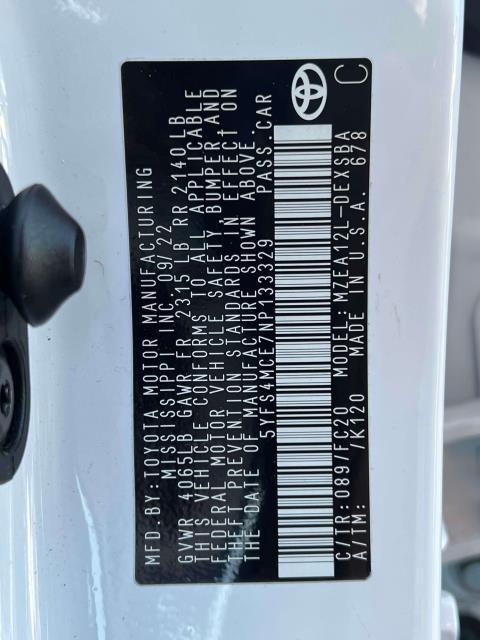 MFD. BY: TOYOTA MOTOR MANUFACTURING
MISSISSIPPI INC. 09/22
GVWR 4065LB GAWR FR 2315 LB RR 2140 LB
THIS VEHICLE CONFORMS TO ALL APPLICABLE
FEDERAL MOTOR VEHICLE SAFETY, BUMPER AND
THEFT PREVENTION STANDARDS IN EFFECT ON
THE DATE OF MANUFACTURE SHOWN ABOVE.
5YFS4MCE7NP133329 PASS. CAR
C/TR: 089/FC20 MODEL: MZEA12L-DEXSBA
A/TM: /K120 MADE IN U.S.A. 678
C